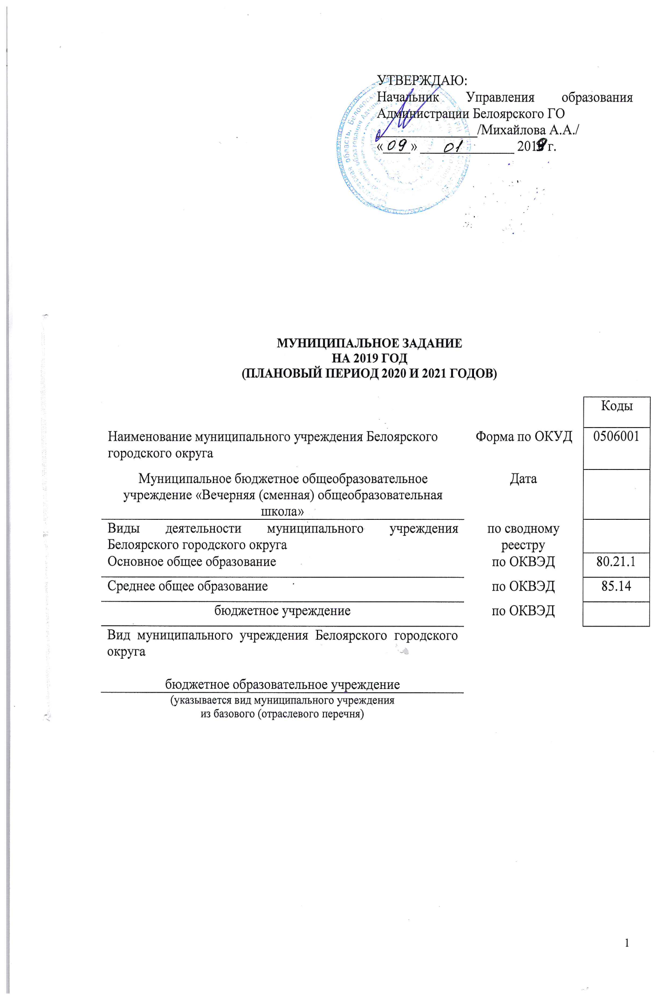 УТВЕРЖДАЮ:
Начальник Управления образования
Администрации Белоярского ГО
/Михайлова А.А./
«09» 01 2019 г.
МУНИЦИПАЛЬНОЕ ЗАДАНИЕ
НА 2019 ГОД
(ПЛАНОВЫЙ ПЕРИОД 2020 И 2021 ГОДОВ)
Коды
Наименование муниципального учреждения Белоярского Форма по ОКУД 0506001
городского округа
Муниципальное бюджетное общеобразовательное Дата
учреждение «Вечерняя (сменная) общеобразовательная
школа»
Виды деятельности муниципального учреждения по сводному
Белоярского городского округа реестру
Основное общее образование по ОКВЭД 80.21.1
Среднее общее образование по ОКВЭД 85.14
бюджетное учреждение по ОКВЭД
Вид муниципального учреждения Белоярского городского
округа
бюджетное образовательное учреждение
(указывается вид муниципального учреждения
из базового (отраслевого перечня)
1